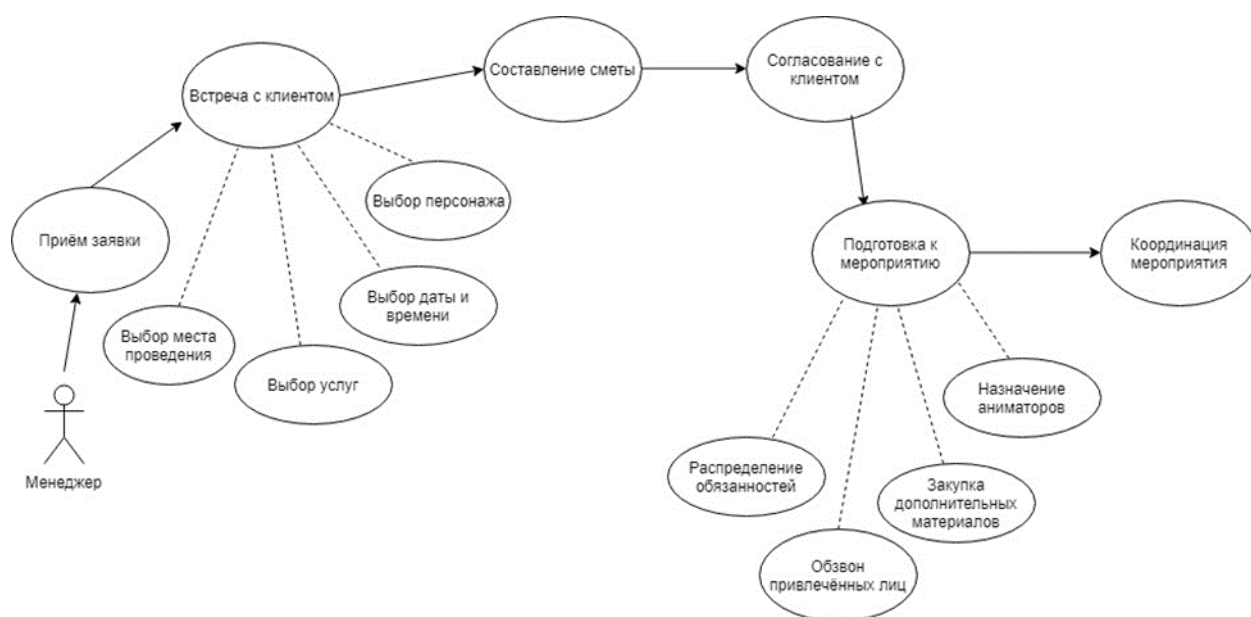 Встреча с клиентом
Составление сметы
Согласование с
клиентом
Приём заявки
Выбор персонажа
Выбор даты и
времени
Выбор места
проведения
Выбор услуг
Менеджер
Подготовка к
мероприятию
Координация
мероприятия
Назначение
аниматоров
Распределение
обязанностей
Закупка
дополнительных
материалов
Обзвон
привлечённых лиц